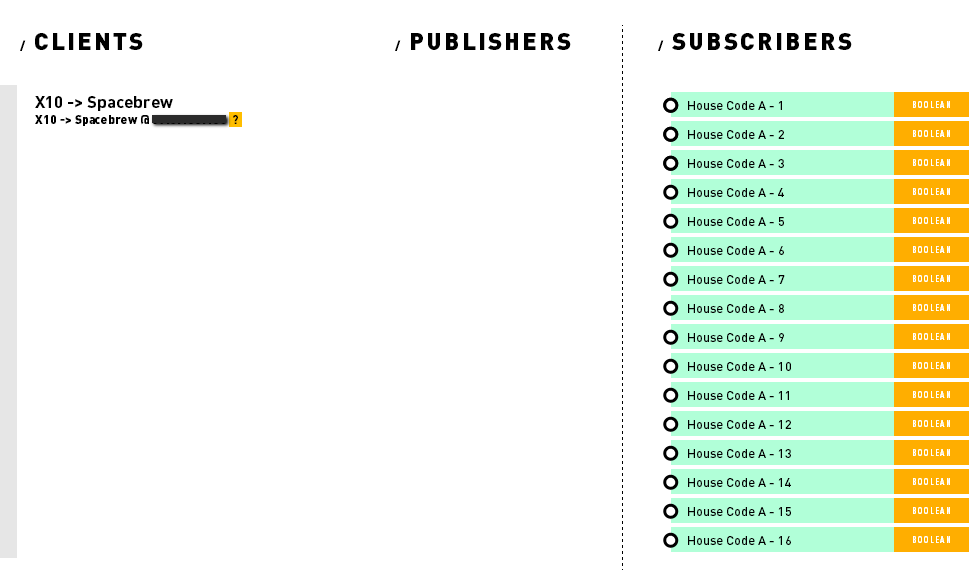 / CLIENTS
/ PUBLISHERS
/ SUBSCRIBERS
X10 -> Spacebrew
X10 -> Spacebrew @ ?
House Code A - 1 BOOLEAN
House Code A - 2 BOOLEAN
House Code A - 3 BOOLEAN
House Code A - 4 BOOLEAN
House Code A - 5 BOOLEAN
House Code A - 6 BOOLEAN
House Code A - 7 BOOLEAN
House Code A - 8 BOOLEAN
House Code A - 9 BOOLEAN
House Code A - 10 BOOLEAN
House Code A - 11 BOOLEAN
House Code A - 12 BOOLEAN
House Code A - 13 BOOLEAN
House Code A - 14 BOOLEAN
House Code A - 15 BOOLEAN
House Code A - 16 BOOLEAN